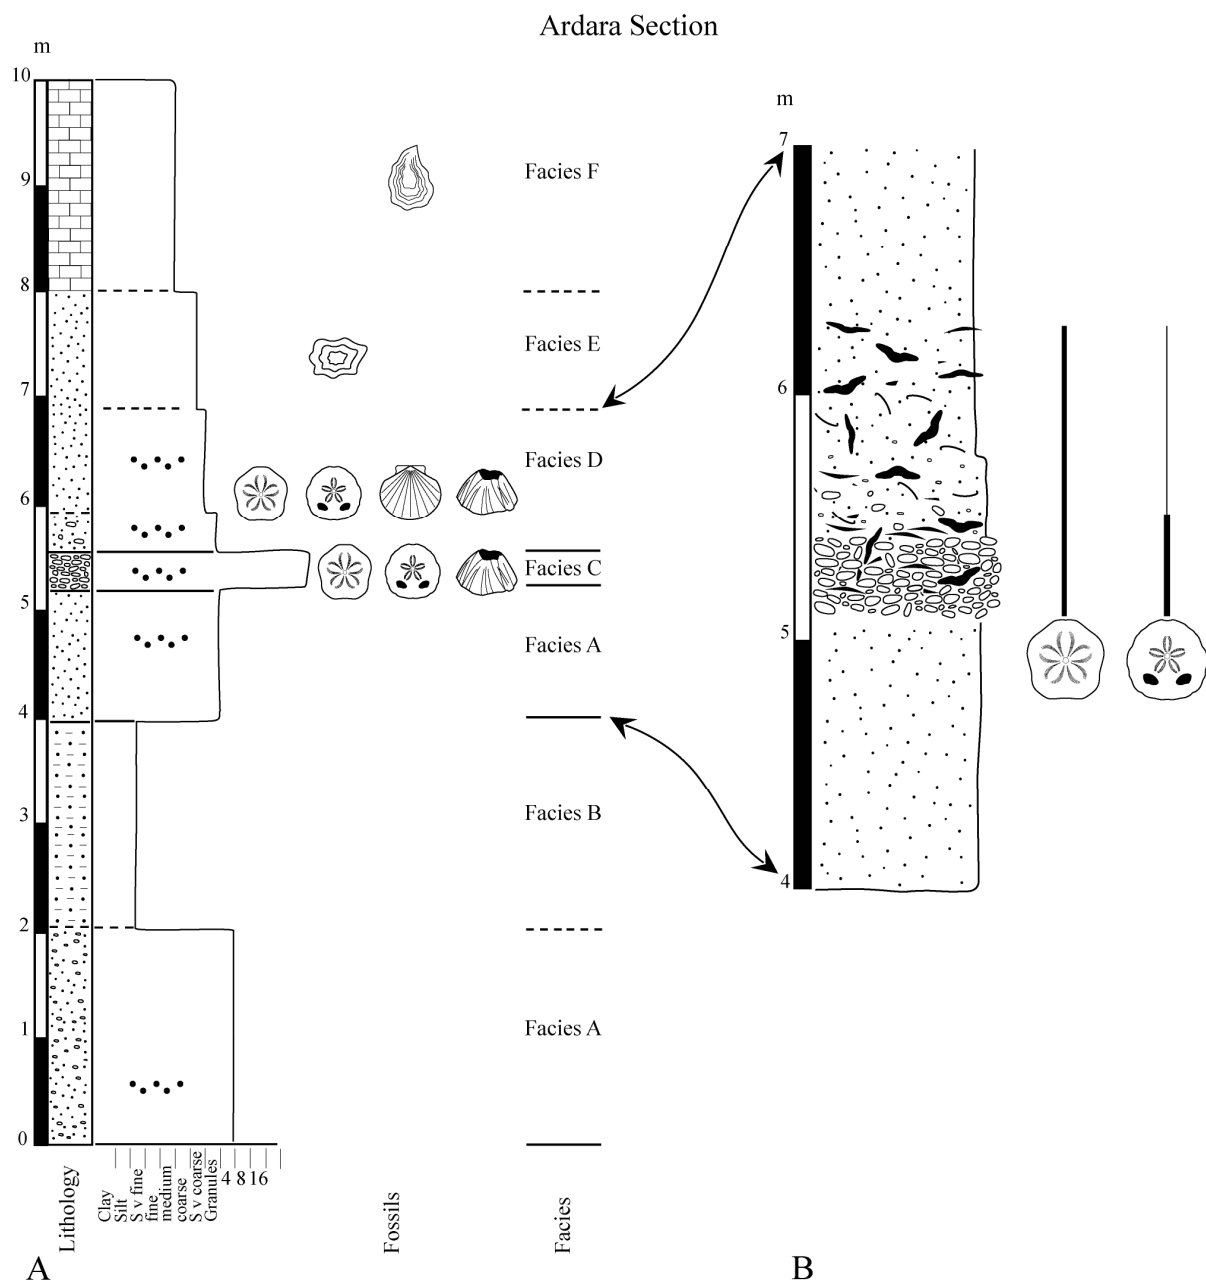 Ardara Section
m
10
9
8
7
6
5
4
3
2
1
0
Facies F
Facies E
Facies D
Facies C
Facies A
Facies B
Facies A
Lithology
Clay
Silt
S v fine
fine
medium
coarse
S v coarse
Granules
4 8 16
Fossils
Facies
A
m
7
6
5
4
B